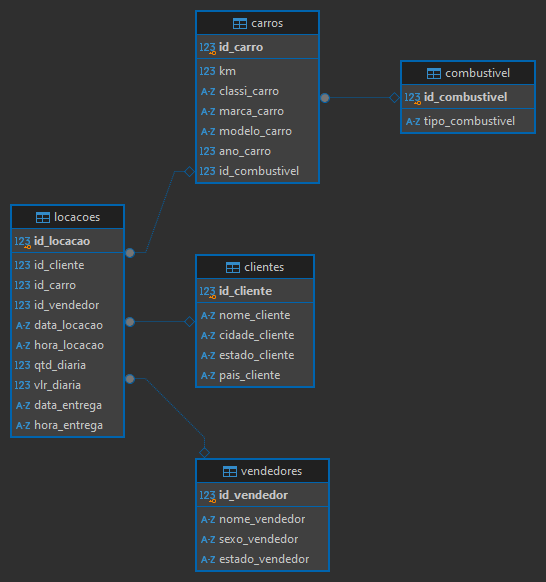 carros
123 id_carro
123 km
A-Z classi_carro
A-Z marca_carro
A-Z modelo_carro
123 ano_carro
123 id_combustivel
combustivel
123 id_combustivel
A-Z tipo_combustivel
locacoes
123 id_locacao
123 id_cliente
123 id_carro
123 id_vendedor
A-Z data_locacao
A-Z hora_locacao
123 qtd_diaria
123 vlr_diaria
A-Z data_entrega
A-Z hora_entrega
clientes
123 id_cliente
A-Z nome_cliente
A-Z cidade_cliente
A-Z estado_cliente
A-Z pais_cliente
vendedores
123 id_vendedor
A-Z nome_vendedor
A-Z sexo_vendedor
A-Z estado_vendedor